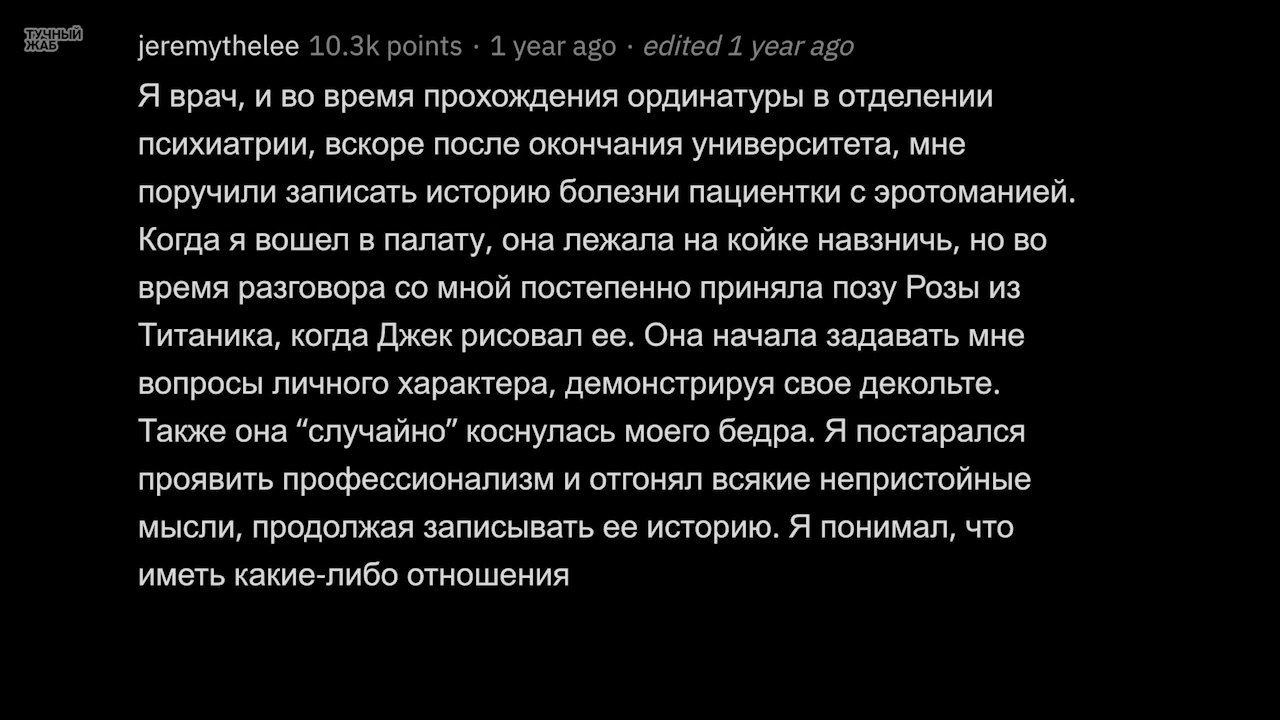 ТУЧНЫЙ
ЖАБ
jeremythelee 10.3k points · 1 year ago · edited 1 year ago
Я врач, и во время прохождения ординатуры в отделении
психиатрии, вскоре после окончания университета, мне
поручили записать историю болезни пациентки с эротоманией.
Когда я вошел в палату, она лежала на койке навзничь, но во
время разговора со мной постепенно приняла позу Розы из
Титаника, когда Джек рисовал ее. Она начала задавать мне
вопросы личного характера, демонстрируя свое декольте.
Также она “случайно” коснулась моего бедра. Я постарался
проявить профессионализм и отгонял всякие непристойные
мысли, продолжая записывать ее историю. Я понимал, что
иметь какие-либо отношения